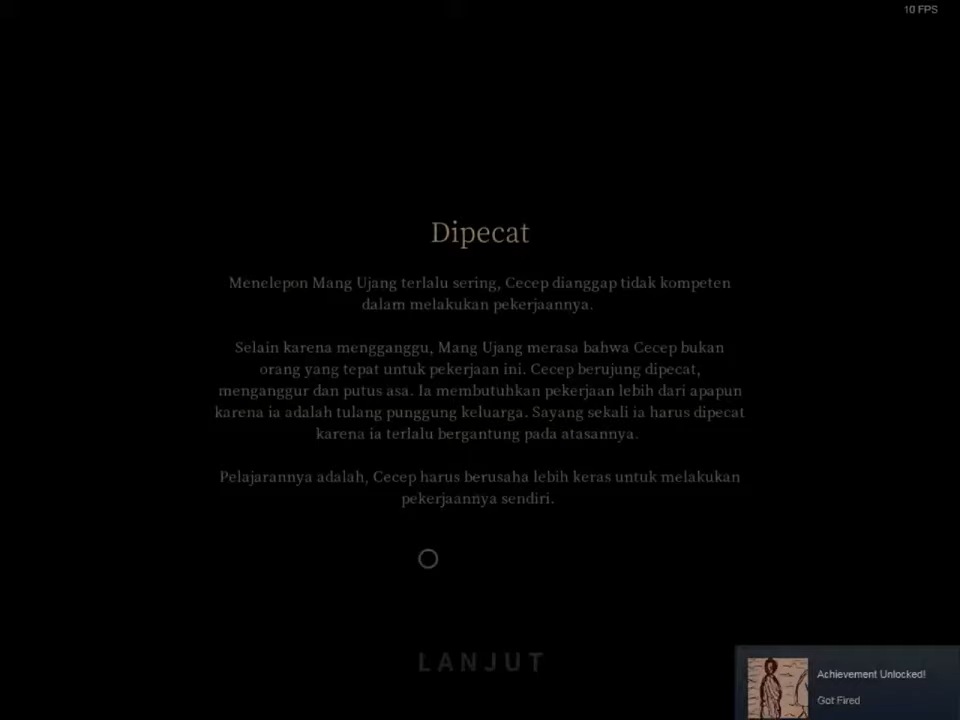 10 FPS
Dipecat
Menelepon Mang Ujang terlalu sering, Cecep dianggap tidak kompeten
dalam melakukan pekerjaannya.
Selain karena mengganggu, Mang Ujang merasa bahwa Cecep bukan
orang yang tepat untuk pekerjaan ini. Cecep berujung dipecat,
menganggur dan putus asa. Ia membutuhkan pekerjaan lebih dari apapun
karena ia adalah tulang punggung keluarga. Sayang sekali ia harus dipecat
karena ia terlalu bergantung pada atasannya.
Pelajarannya adalah, Cecep harus berusaha lebih keras untuk melakukan
pekerjaannya sendiri.
LANJUT
Achievement Unlocked!
Got Fired